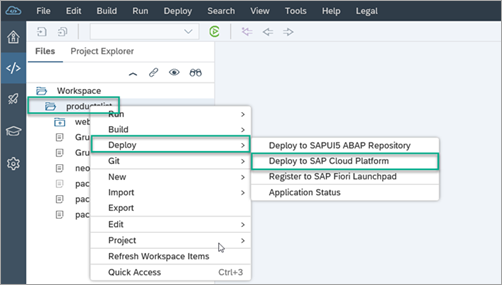 File Edit Build Run Deploy Search View Tools Help Legal
Files Project Explorer
Workspace
productslist
Run
web
Build
Gru
Deploy
Deploy to SAPUI5 ABAP Repository
Gru
Git
Deploy to SAP Cloud Platform
neo
New
Register to SAP Fiori Launchpad
pac
Import
Application Status
pac
Export
pac
Edit
Project
Refresh Workspace Items
Quick Access Ctrl+3